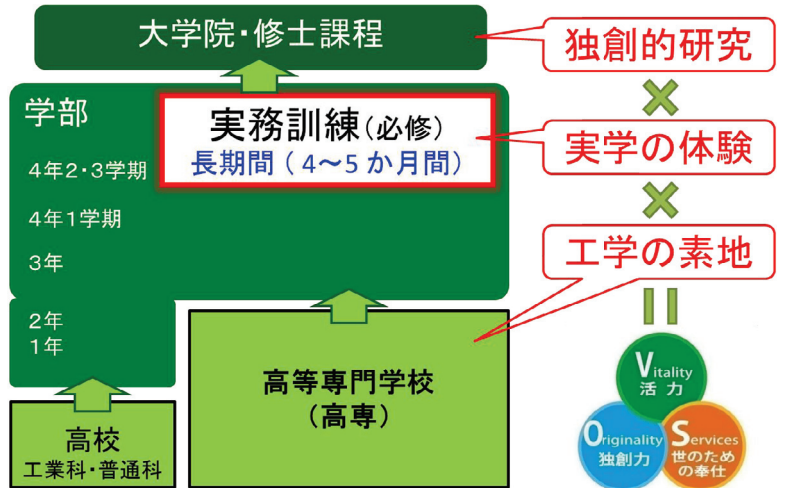 大学院・修士課程
独創的研究
×
学部
実務訓練(必修)
長期間(4~5か月間)
実学の体験
4年2・3学期
×
4年1学期
工学の素地
3年
2年
1年
高等専門学校
(高専)
高校
工業科・普通科
Vitality
活力
Originality
独創力
Services
世のため
の奉仕